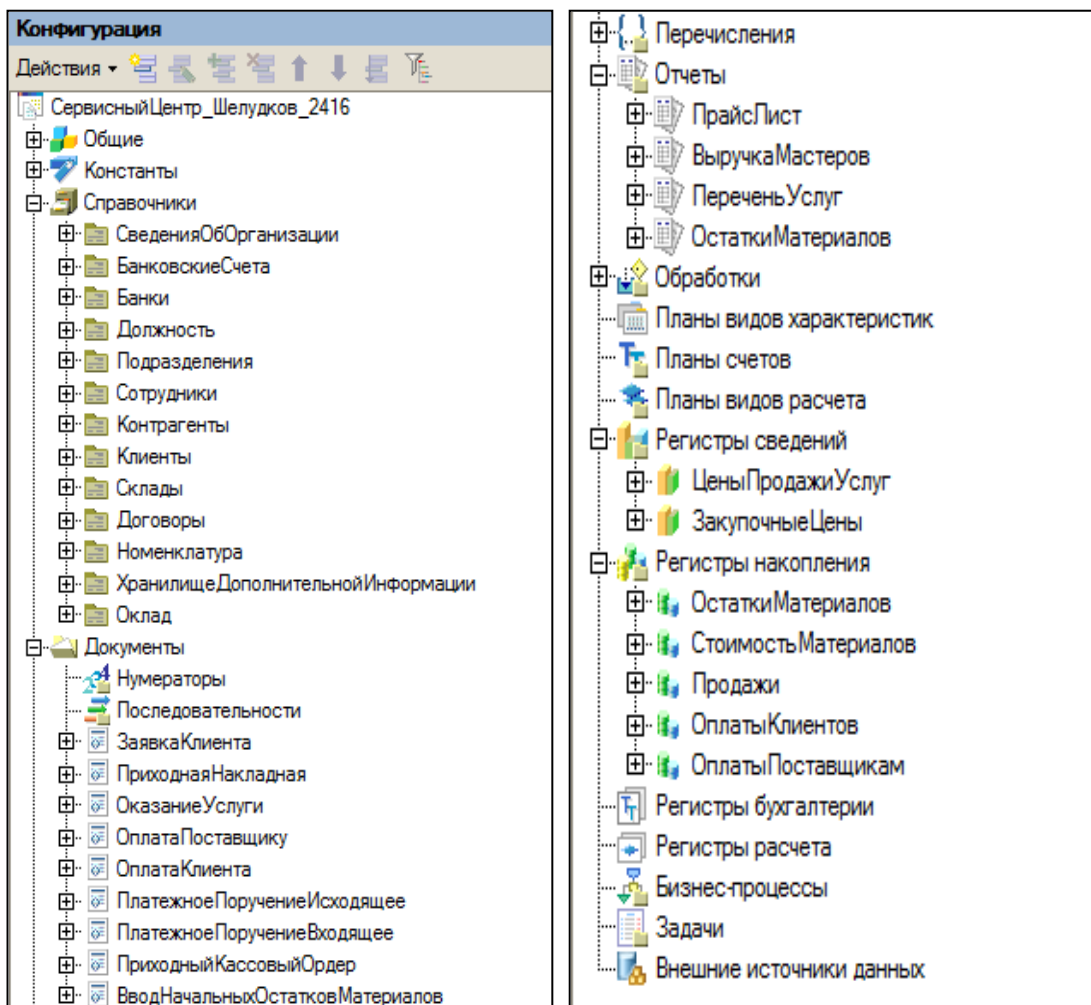 Конфигурация
Действия
СервисныйЦентр_Шелудков_2416
Общие
Константы
Справочники
СведенияОбОрганизации
БанковскиеСчета
Банки
Должность
Подразделения
Сотрудники
Контрагенты
Клиенты
Склады
Договоры
Номенклатура
ХранилищеДополнительнойИнформации
Оклад
Документы
Нумераторы
Последовательности
ЗаявкаКлиента
ПриходнаяНакладная
ОказаниеУслуги
ОплатаПоставщику
ОплатаКлиента
ПлатежноеПоручениеИсходящее
ПлатежноеПоручениеВходящее
ПриходныйКассовыйОрдер
ВводНачальныхОстатковМатериалов
Перечисления
Отчеты
ПрайсЛист
ВыручкаМастеров
ПереченьУслуг
ОстаткиМатериалов
Обработки
Планы видов характеристик
Планы счетов
Планы видов расчета
Регистры сведений
ЦеныПродажиУслуг
ЗакупочныеЦены
Регистры накопления
ОстаткиМатериалов
СтоимостьМатериалов
Продажи
ОплатыКлиентов
ОплатыПоставщикам
Регистры бухгалтерии
Регистры расчета
Бизнес-процессы
Задачи
Внешние источники данных